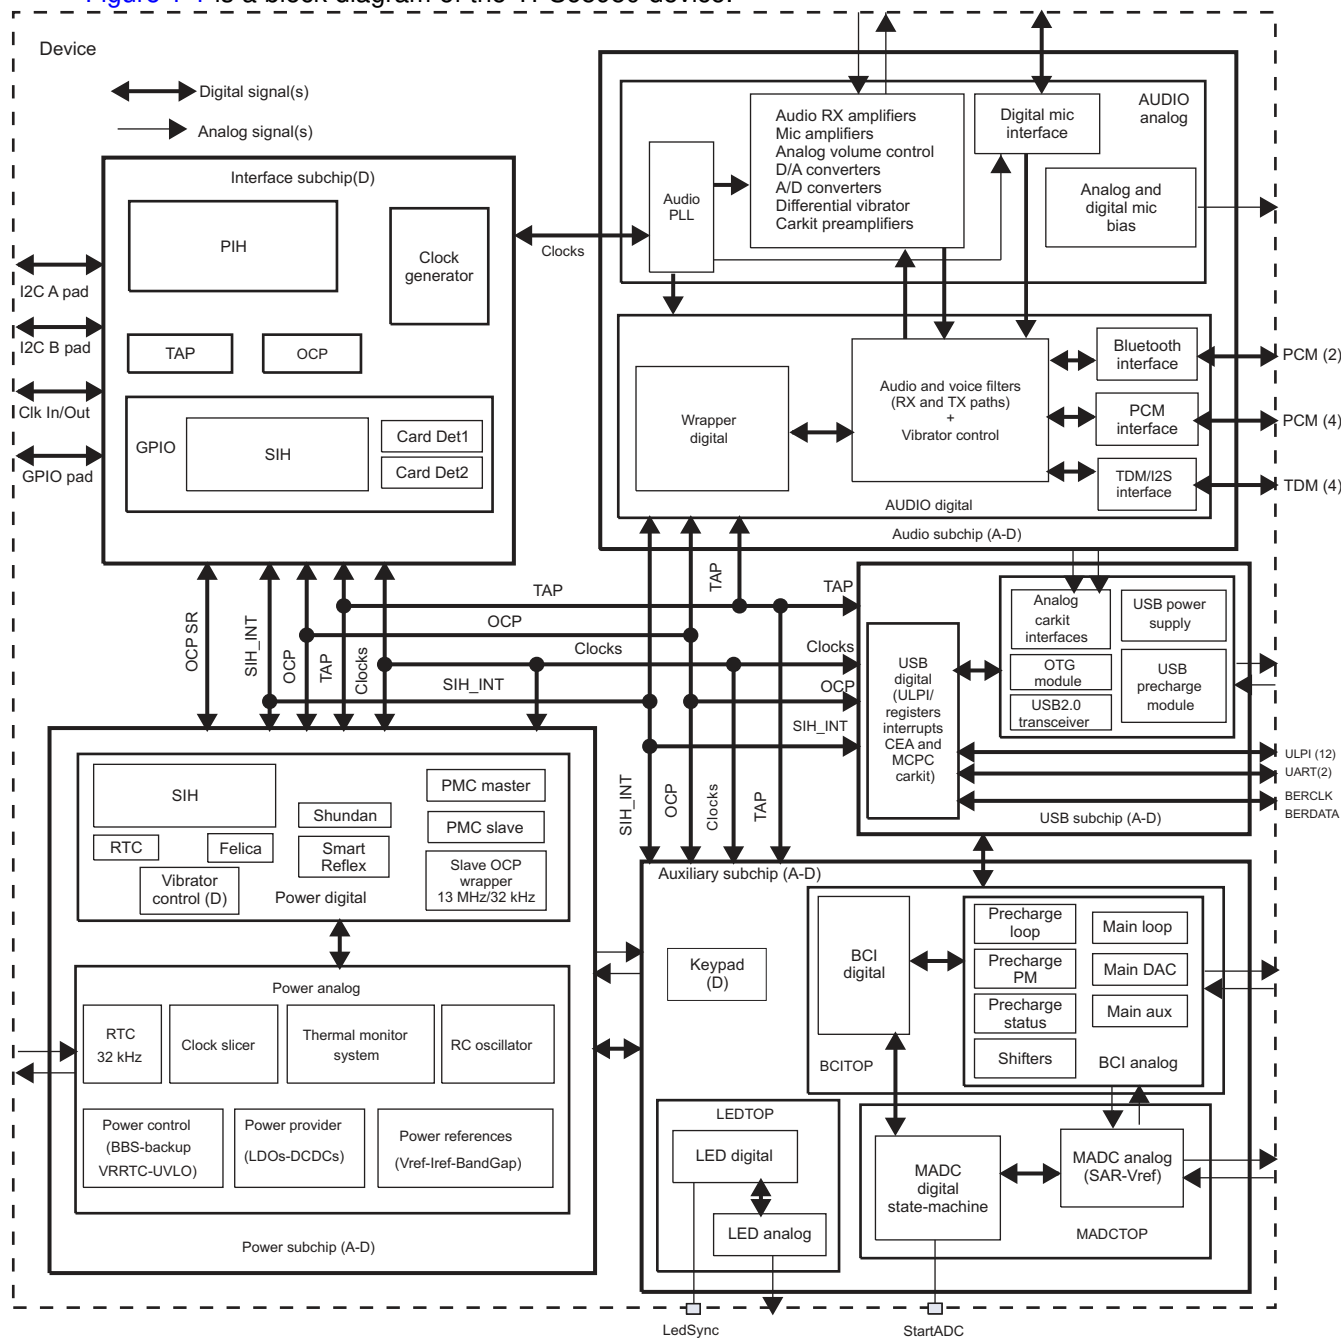 Figure 1-1 is a block diagram of the TPS65950 device.
Device
Digital signal(s)
Analog signal(s)
Interface subchip(D)
PIH
Clock
generator
TAP
OCP
GPIO
SIH
Card Det1
Card Det2
I2C A pad
I2C B pad
Clk In/Out
GPIO pad
Clocks
AUDIO
analog
Audio
PLL
Audio RX amplifiers
Mic amplifiers
Analog volume control
D/A converters
A/D converters
Differential vibrator
Carkit preamplifiers
Digital mic
interface
Analog and
digital mic
bias
Wrapper
digital
Audio and voice filters
(RX and TX paths)
+
Vibrator control
Bluetooth
interface
PCM
interface
TDM/I2S
interface
AUDIO digital
Audio subchip (A-D)
PCM (2)
PCM (4)
TDM (4)
OCP SR
SIH_INT
OCP
TAP
Clocks
TAP
OCP
Clocks
SIH_INT
TAP
TAP
Clocks
OCP
SIH_INT
SIH_INT
OCP
Clocks
TAP
USB
digital
(ULPI/
registers
interrupts
CEA and
MCPC
carkit)
Analog
carkit
interfaces
USB power
supply
OTG
module
USB
precharge
module
USB2.0
transceiver
USB subchip (A-D)
ULPI (12)
UART(2)
BERCLK
BERDATA
SIH
RTC
Felica
Vibrator
control (D)
Shundan
Smart
Reflex
PMC master
PMC slave
Slave OCP
wrapper
13 MHz/32 kHz
Power digital
Power analog
RTC
32 kHz
Clock slicer
Thermal monitor
system
RC oscillator
Power control
(BBS-backup
VRRTC-UVLO)
Power provider
(LDOs-DCDCs)
Power references
(Vref-Iref-BandGap)
Power subchip (A-D)
Auxiliary subchip (A-D)
Keypad
(D)
BCI
digital
BCITOP
Precharge
loop
Precharge
PM
Precharge
status
Shifters
Main loop
Main DAC
Main aux
BCI analog
LEDTOP
LED digital
LED analog
MADC
digital
state-machine
MADC analog
(SAR-Vref)
MADCTOP
LedSync
StartADC